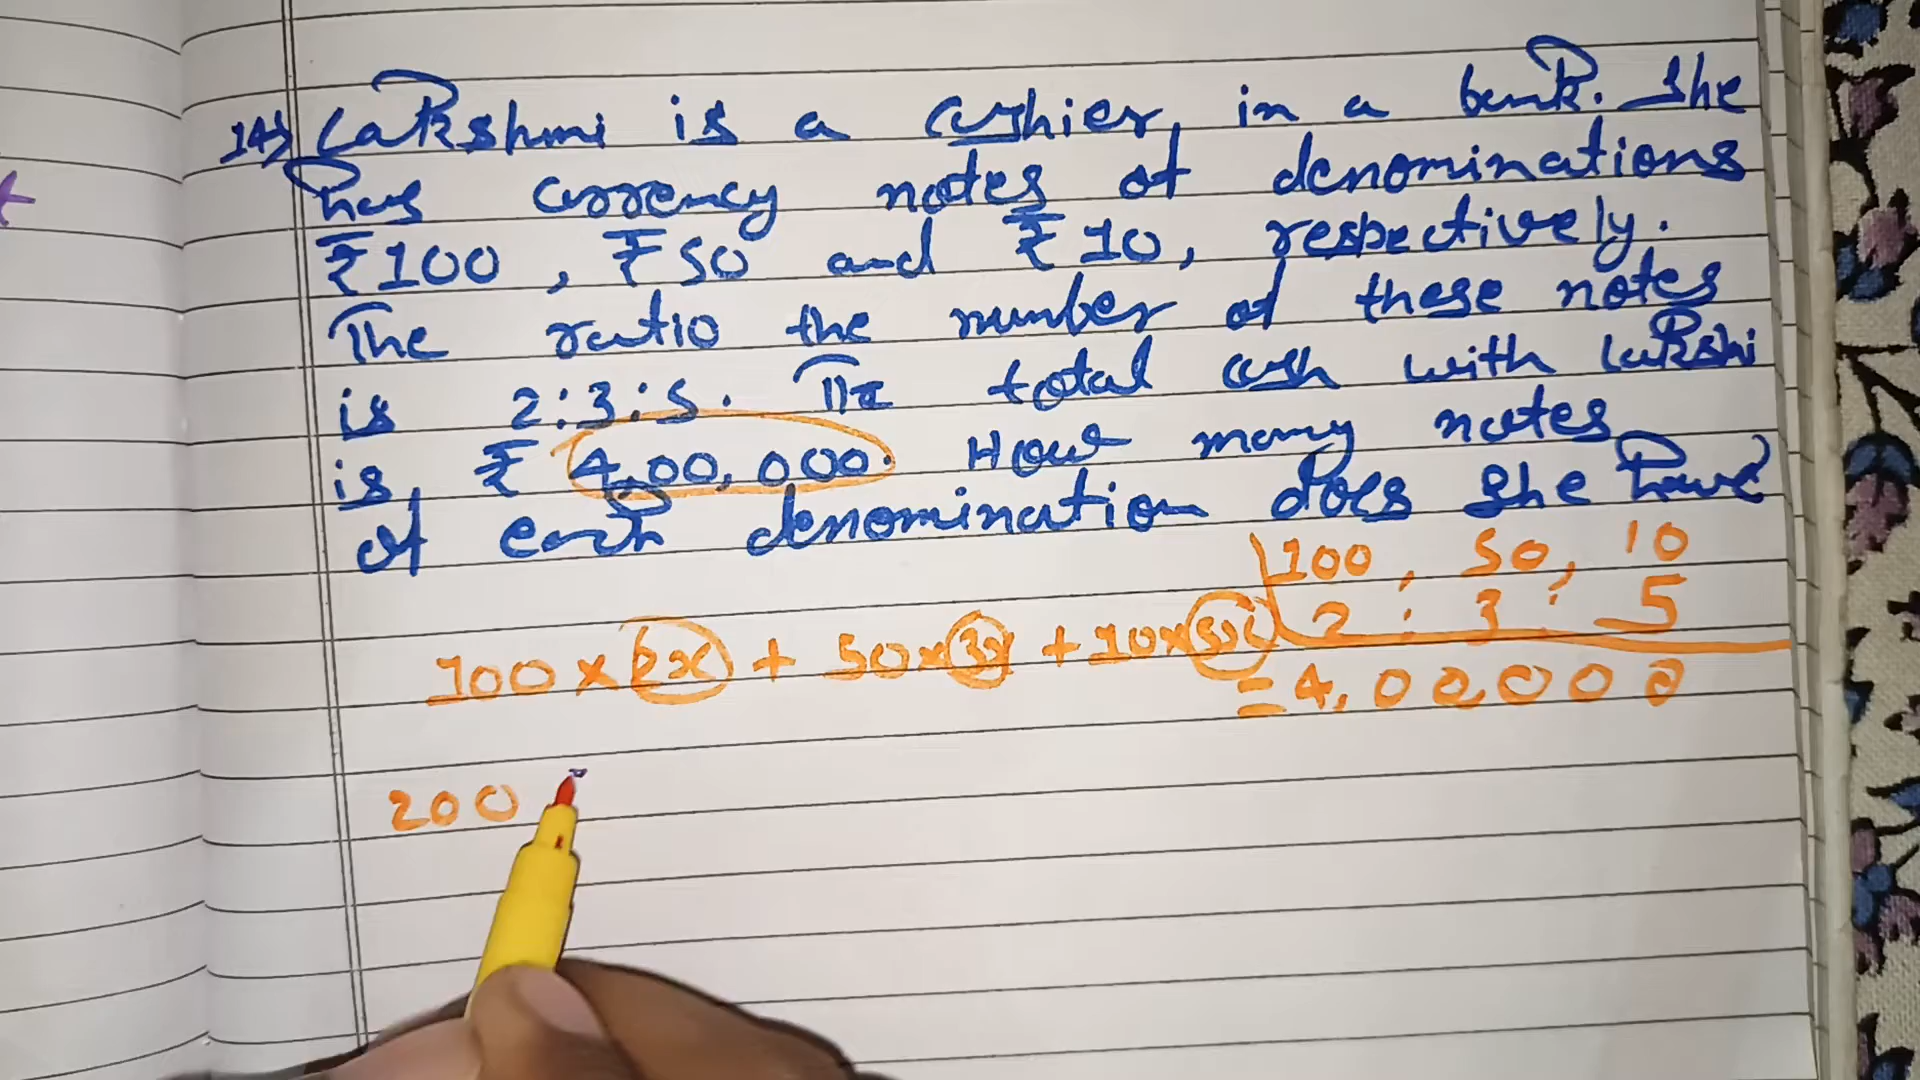 14) Lakshmi is a cashier, in a bank. She
has currency notes of denominations
₹100, ₹50 and ₹10, respectively.
The ratio the number of these notes
is 2:3:5. The total cash with Lakshi
is, ₹ 4,00,000. How many notes
of each denomination does she have
100, 50, 10
2 : 3 : 5
100 × 2x + 50 × 3x + 10 × 5x
= 4,00,000
200